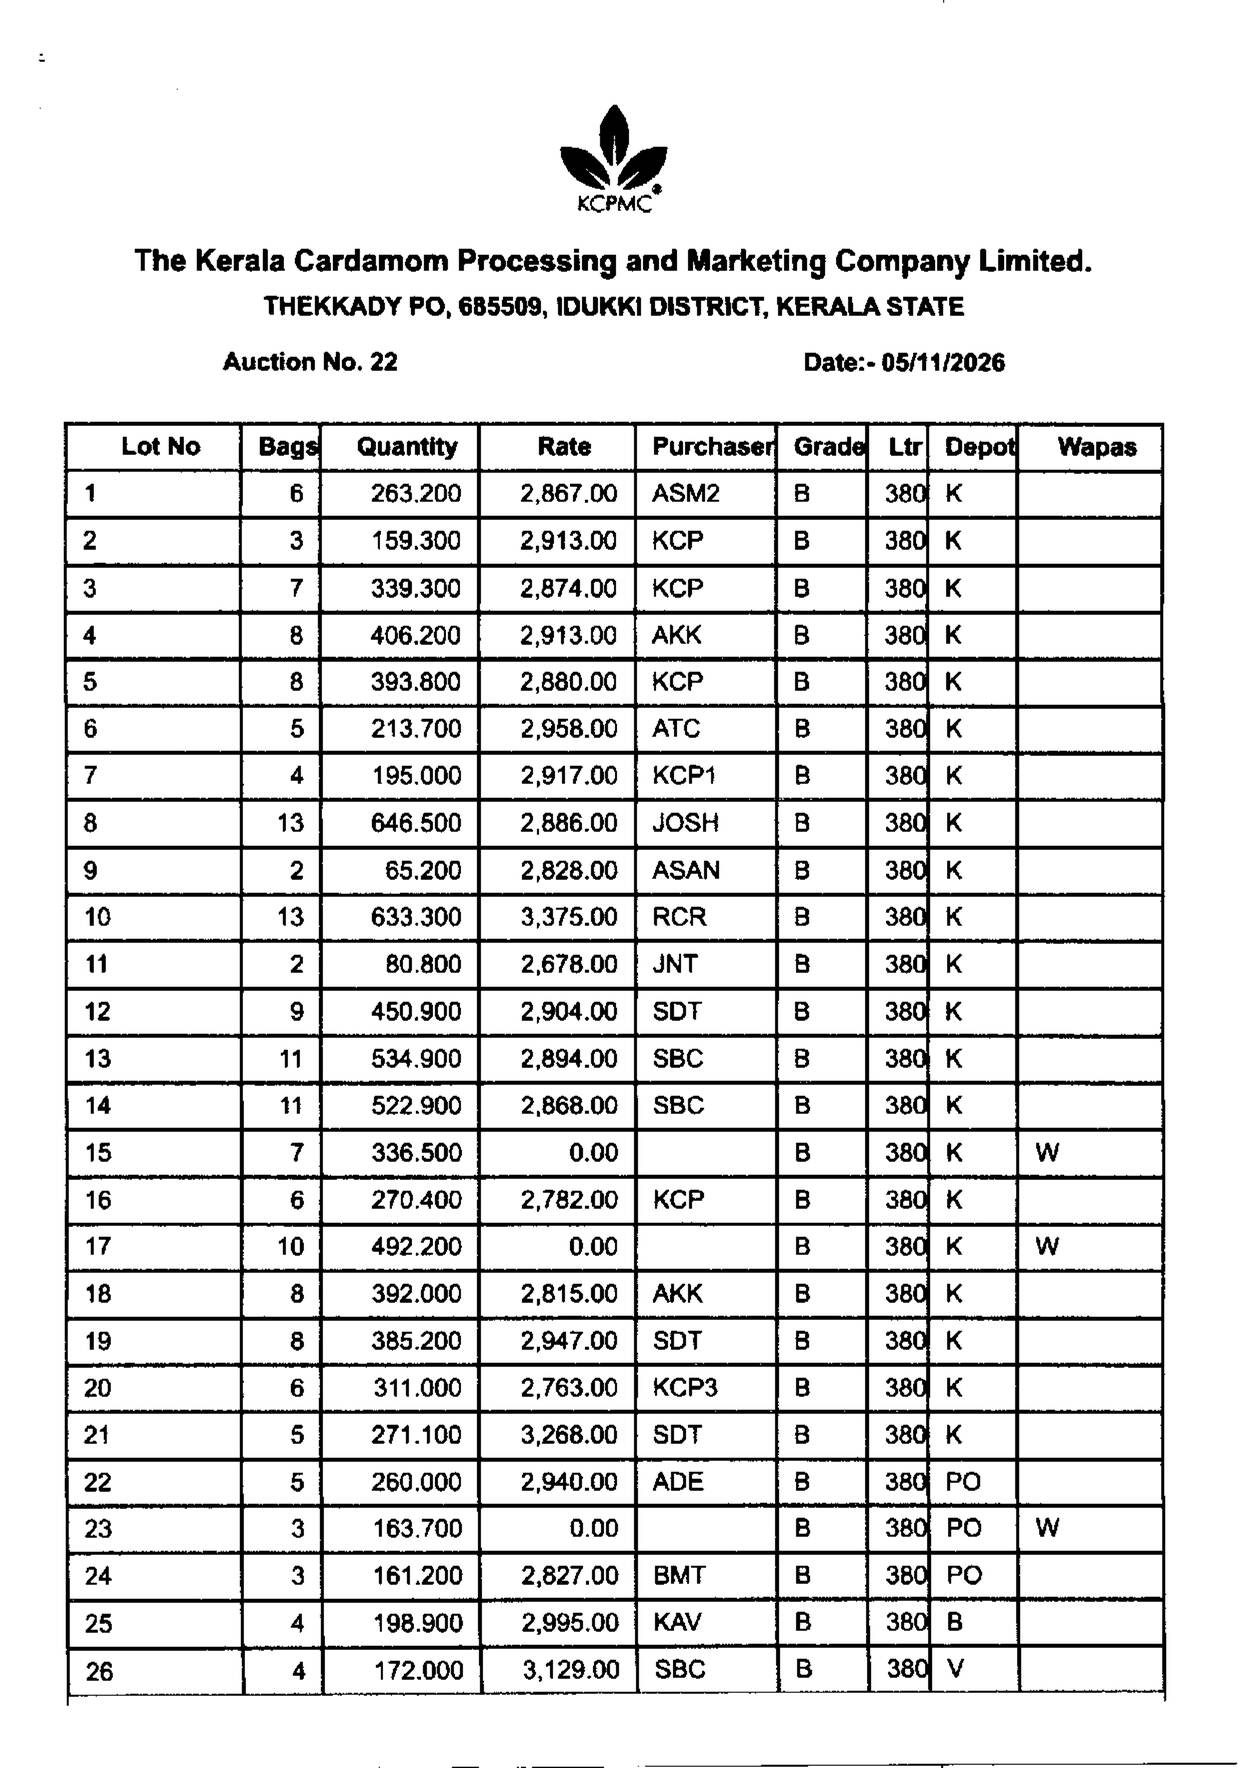 KCPMC®
The Kerala Cardamom Processing and Marketing Company Limited.
THEKKADY PO, 685509, IDUKKI DISTRICT, KERALA STATE
Auction No. 22 Date:- 05/11/2026
Lot No Bags Quantity Rate Purchaser Grade Ltr Depot Wapas
1 6 263.200 2,867.00 ASM2 B 380 K
2 3 159.300 2,913.00 KCP B 380 K
3 7 339.300 2,874.00 KCP B 380 K
4 8 406.200 2,913.00 AKK B 380 K
5 8 393.800 2,880.00 KCP B 380 K
6 5 213.700 2,958.00 ATC B 380 K
7 4 195.000 2,917.00 KCP1 B 380 K
8 13 646.500 2,886.00 JOSH B 380 K
9 2 65.200 2,828.00 ASAN B 380 K
10 13 633.300 3,375.00 RCR B 380 K
11 2 80.800 2,678.00 JNT B 380 K
12 9 450.900 2,904.00 SDT B 380 K
13 11 534.900 2,894.00 SBC B 380 K
14 11 522.900 2,868.00 SBC B 380 K
15 7 336.500 0.00 B 380 K W
16 6 270.400 2,782.00 KCP B 380 K
17 10 492.200 0.00 B 380 K W
18 8 392.000 2,815.00 AKK B 380 K
19 8 385.200 2,947.00 SDT B 380 K
20 6 311.000 2,763.00 KCP3 B 380 K
21 5 271.100 3,268.00 SDT B 380 K
22 5 260.000 2,940.00 ADE B 380 PO
23 3 163.700 0.00 B 380 PO W
24 3 161.200 2,827.00 BMT B 380 PO
25 4 198.900 2,995.00 KAV B 380 B
26 4 172.000 3,129.00 SBC B 380 V